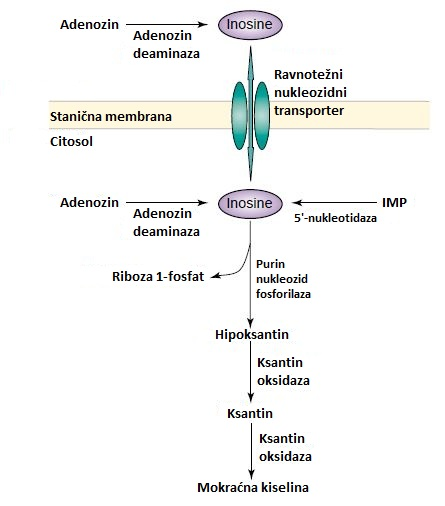 Adenozin
Adenozin
deaminaza
Inosine
Ravnotežni
nukleozidni
transporter
Stanična membrana
Citosol
Adenozin
Adenozin
deaminaza
Inosine
IMP
5'-nukleotidaza
Riboza 1-fosfat
Purin
nukleozid
fosforilaza
Hipoksantin
Ksantin
oksidaza
Ksantin
Ksantin
oksidaza
Mokraćna kiselina